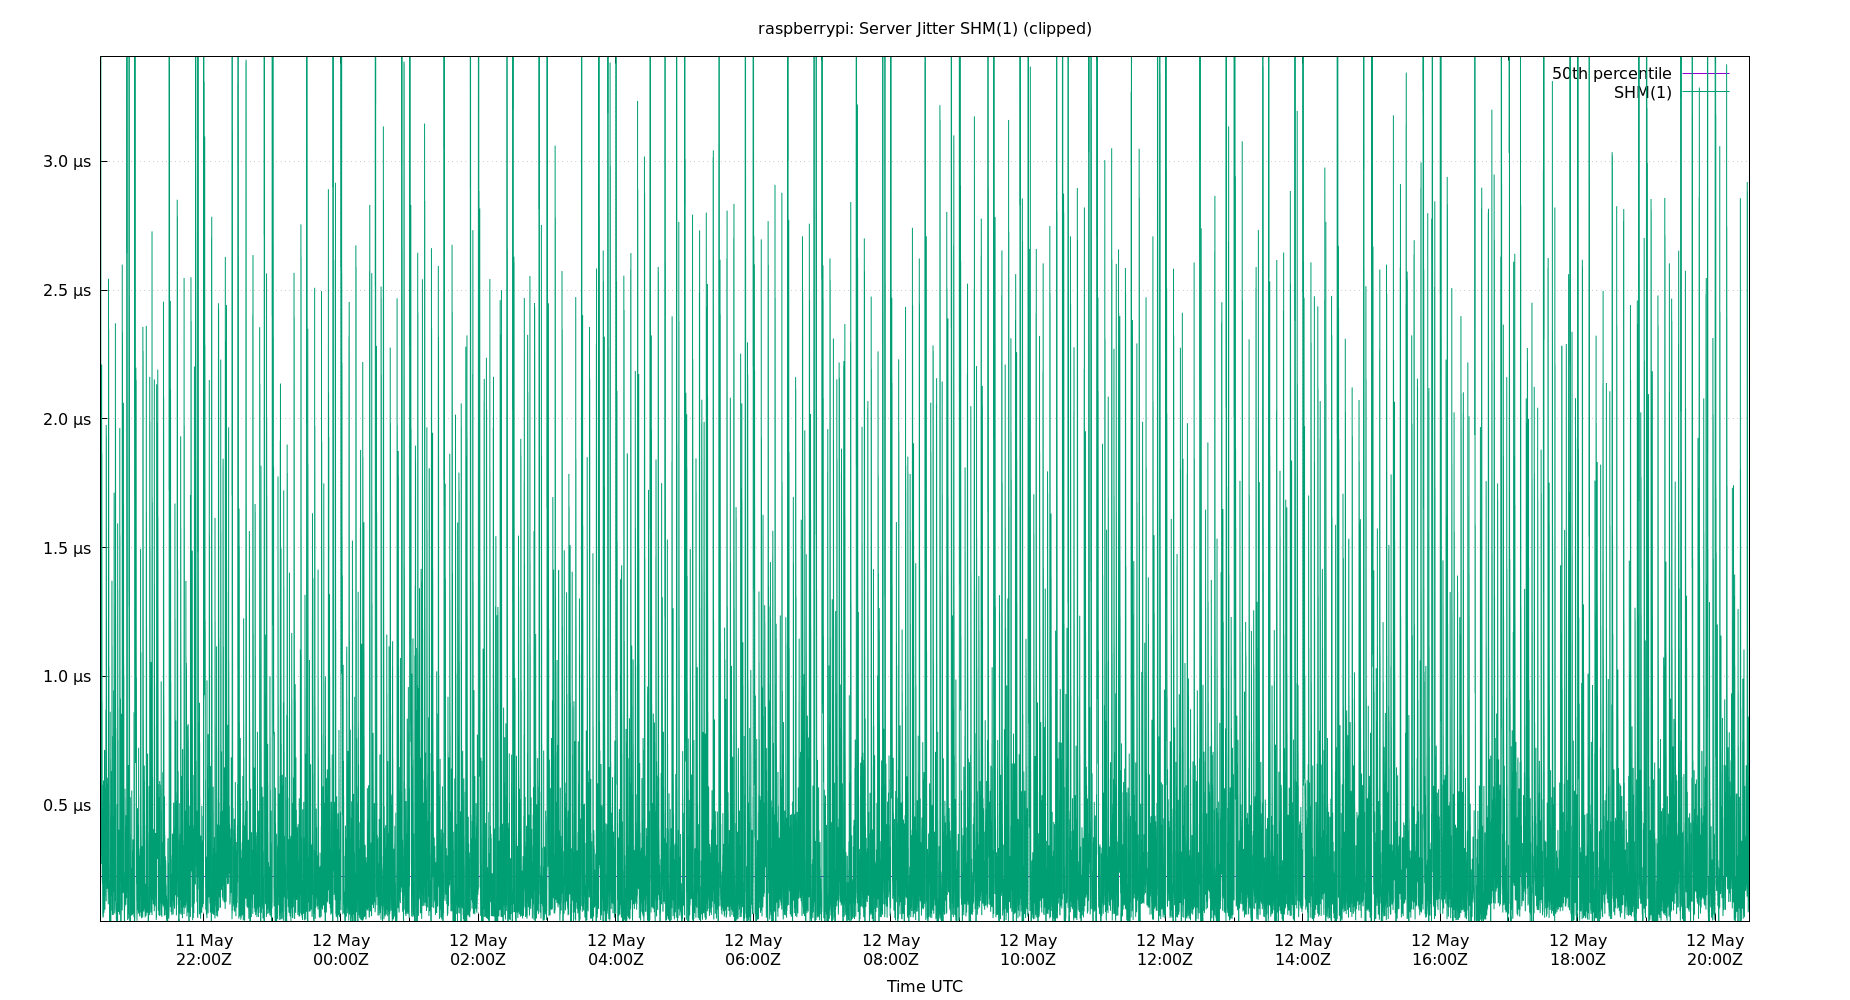 raspberrypi: Server Jitter SHM(1) (clipped)
50th percentile
SHM(1)
3.0 µs
2.5 µs
2.0 µs
1.5 µs
1.0 µs
0.5 µs
11 May 12 May 12 May 12 May 12 May 12 May 12 May 12 May 12 May 12 May 12 May 12 May
22:00Z 00:00Z 02:00Z 04:00Z 06:00Z 08:00Z 10:00Z 12:00Z 14:00Z 16:00Z 18:00Z 20:00Z
Time UTC